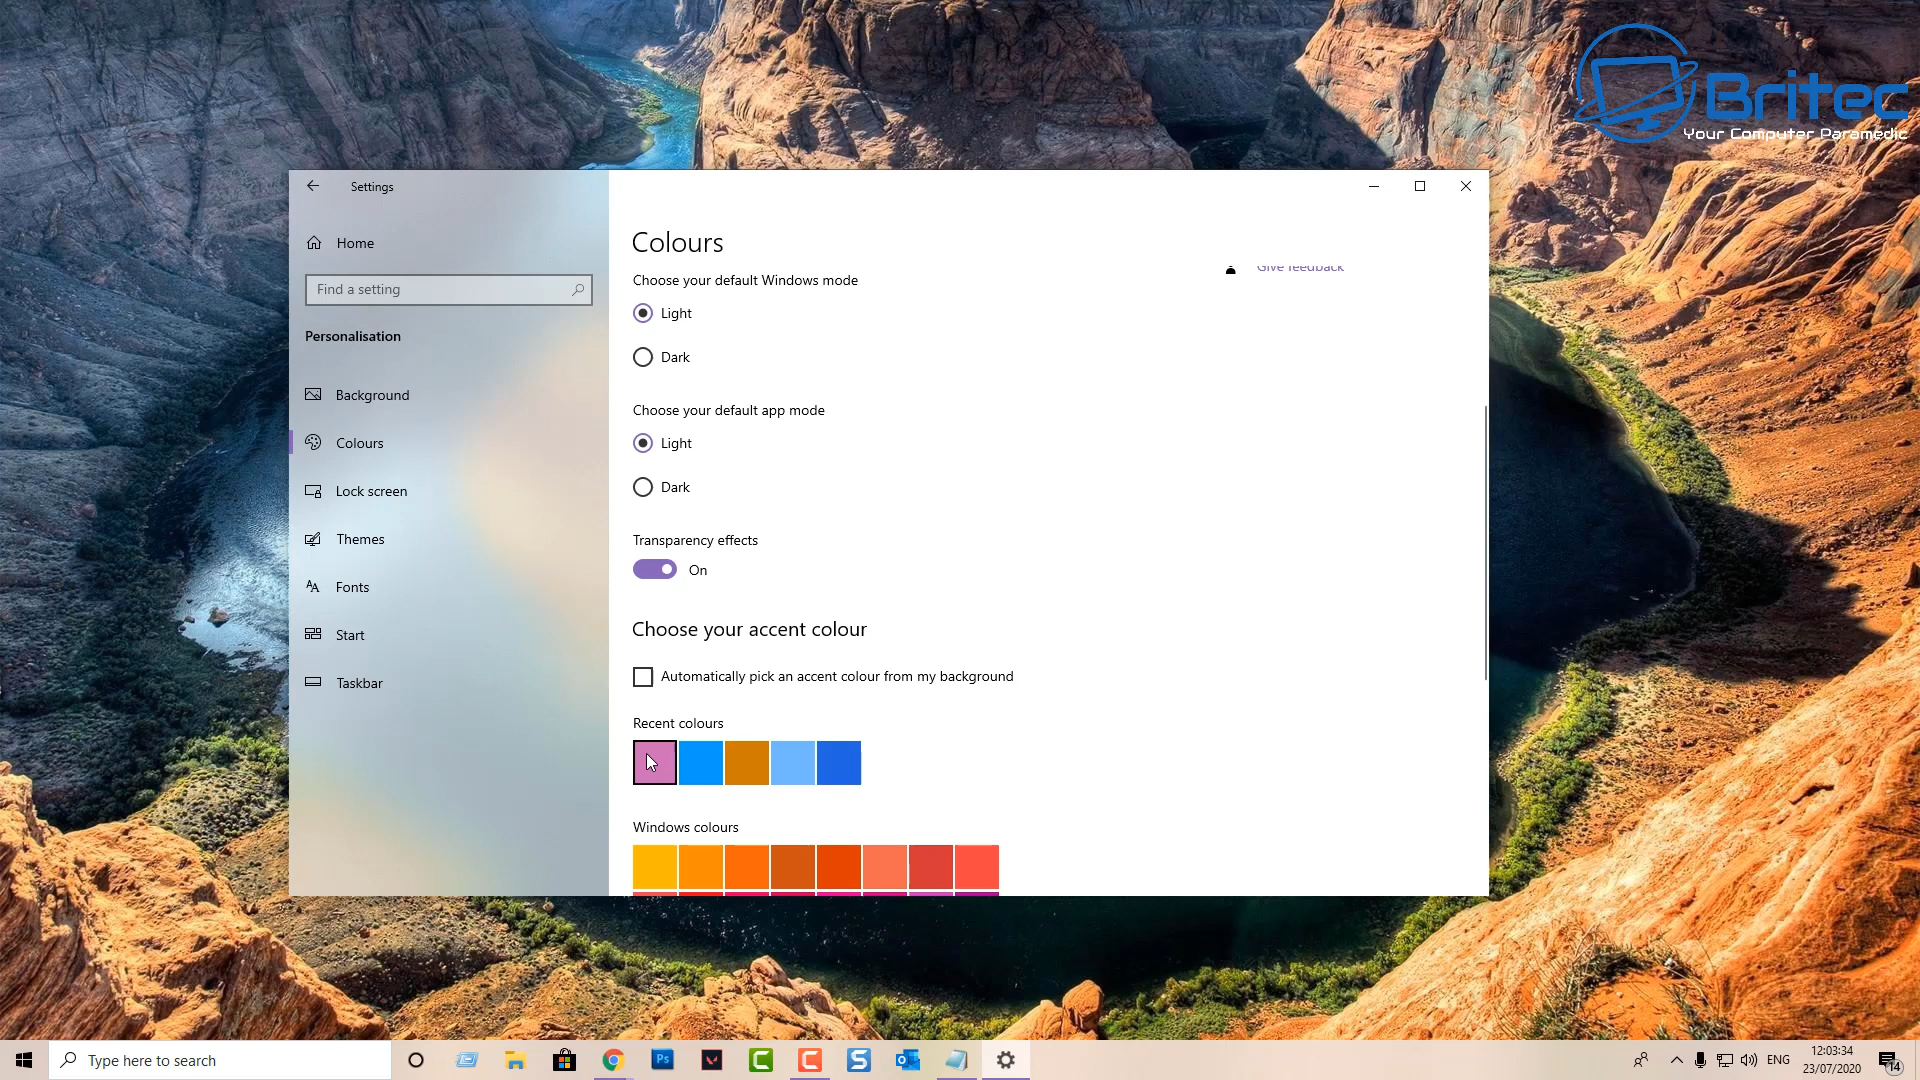 Britec
Your Computer Paramedic
Settings
Home
Find a setting
Personalisation
Background
Colours
Lock screen
Themes
Fonts
Start
Taskbar
Colours
Give feedback
Choose your default Windows mode
Light
Dark
Choose your default app mode
Light
Dark
Transparency effects
On
Choose your accent colour
Automatically pick an accent colour from my background
Recent colours
Windows colours
Type here to search
Ps
C
C
S
ENG
12:03:34
23/07/2020
14